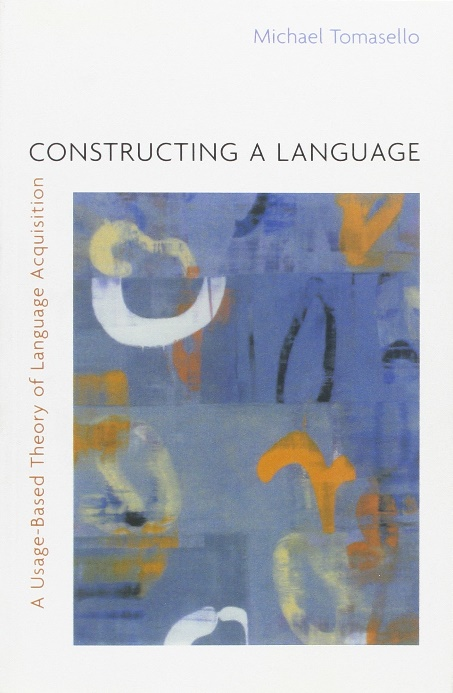 Michael Tomasello
CONSTRUCTING A LANGUAGE
A Usage-Based Theory of Language Acquisition